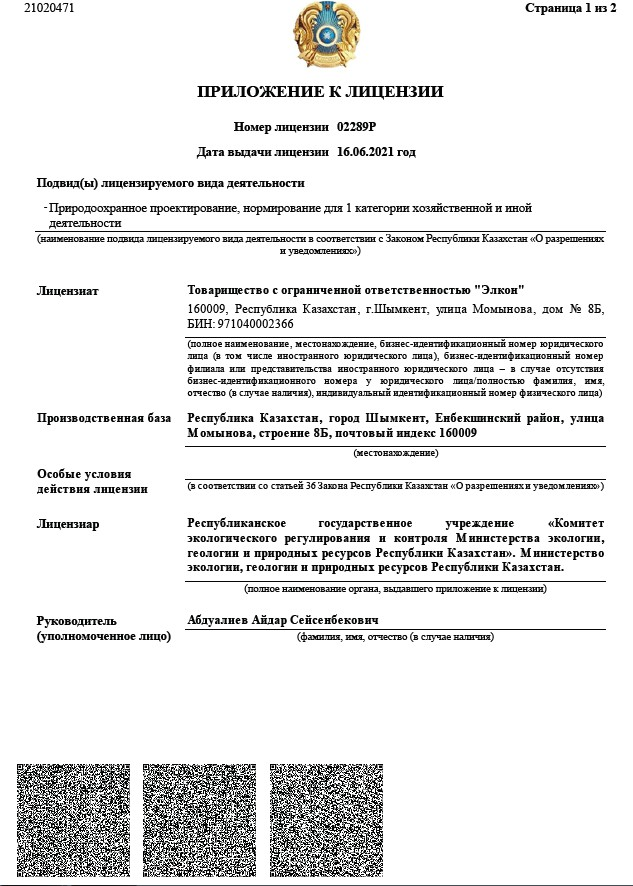 21020471
Страница 1 из 2
ПРИЛОЖЕНИЕ К ЛИЦЕНЗИИ
Номер лицензии 02289Р
Дата выдачи лицензии 16.06.2021 год
Подвид(ы) лицензируемого вида деятельности
- Природоохранное проектирование, нормирование для 1 категории хозяйственной и иной
деятельности
(наименование подвида лицензируемого вида деятельности в соответствии с Законом Республики Казахстан «О разрешениях
и уведомлениях»)
Лицензиат
Товарищество с ограниченной ответственностью "Элкон"
160009, Республика Казахстан, г.Шымкент, улица Момынова, дом № 8Б,
БИН: 971040002366
(полное наименование, местонахождение, бизнес-идентификационный номер юридического
лица (в том числе иностранного юридического лица), бизнес-идентификационный номер
филиала или представительства иностранного юридического лица – в случае отсутствия
бизнес-идентификационного номера у юридического лица/полностью фамилия, имя,
отчество (в случае наличия), индивидуальный идентификационный номер физического лица)
Производственная база
Республика Казахстан, город Шымкент, Енбекшинский район, улица
Момынова, строение 8Б, почтовый индекс 160009
(местонахождение)
Особые условия
действия лицензии
(в соответствии со статьей 36 Закона Республики Казахстан «О разрешениях и уведомлениях»)
Лицензиар
Республиканское государственное учреждение «Комитет
экологического регулирования и контроля Министерства экологии,
геологии и природных ресурсов Республики Казахстан». Министерство
экологии, геологии и природных ресурсов Республики Казахстан.
(полное наименование органа, выдавшего приложение к лицензии)
Руководитель
(уполномоченное лицо)
Абдуалиев Айдар Сейсенбекович
(фамилия, имя, отчество (в случае наличия)